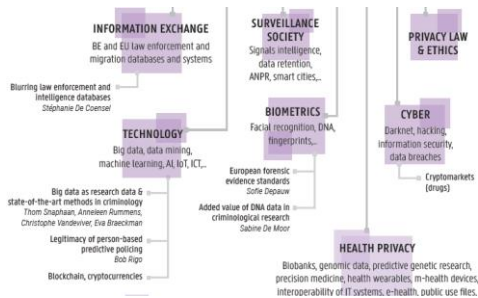 INFORMATION EXCHANGE
BE and EU law enforcement and
migration databases and systems
Blurring law enforcement and
intelligence databases
Stéphanie De Coensel
SURVEILLANCE
SOCIETY
Signals intelligence,
data retention,
ANPR, smart cities,..
PRIVACY LAW
& ETHICS
TECHNOLOGY
Big data, data mining,
machine learning, AI, IoT, ICT,..
Big data as research data &
state-of-the-art methods in criminology
Thom Snaphaan, Anneleen Rummens,
Christophe Vandeviver, Eva Braeckman
Legitimacy of person-based
predictive policing
Bob Rigo
Blockchain, cryptocurrencies
BIOMETRICS
Facial recognition, DNA,
fingerprints,..
European forensic
evidence standards
Sofie Depauw
Added value of DNA data in
criminological research
Sabine De Moor
CYBER
Darknet, hacking,
information security,
data breaches
Cryptomarkets
(drugs)
HEALTH PRIVACY
Biobanks, genomic data, predictive genetic research,
precision medicine, health wearables, m-health devices,
interoperability of IT systems, e-health, public use files,